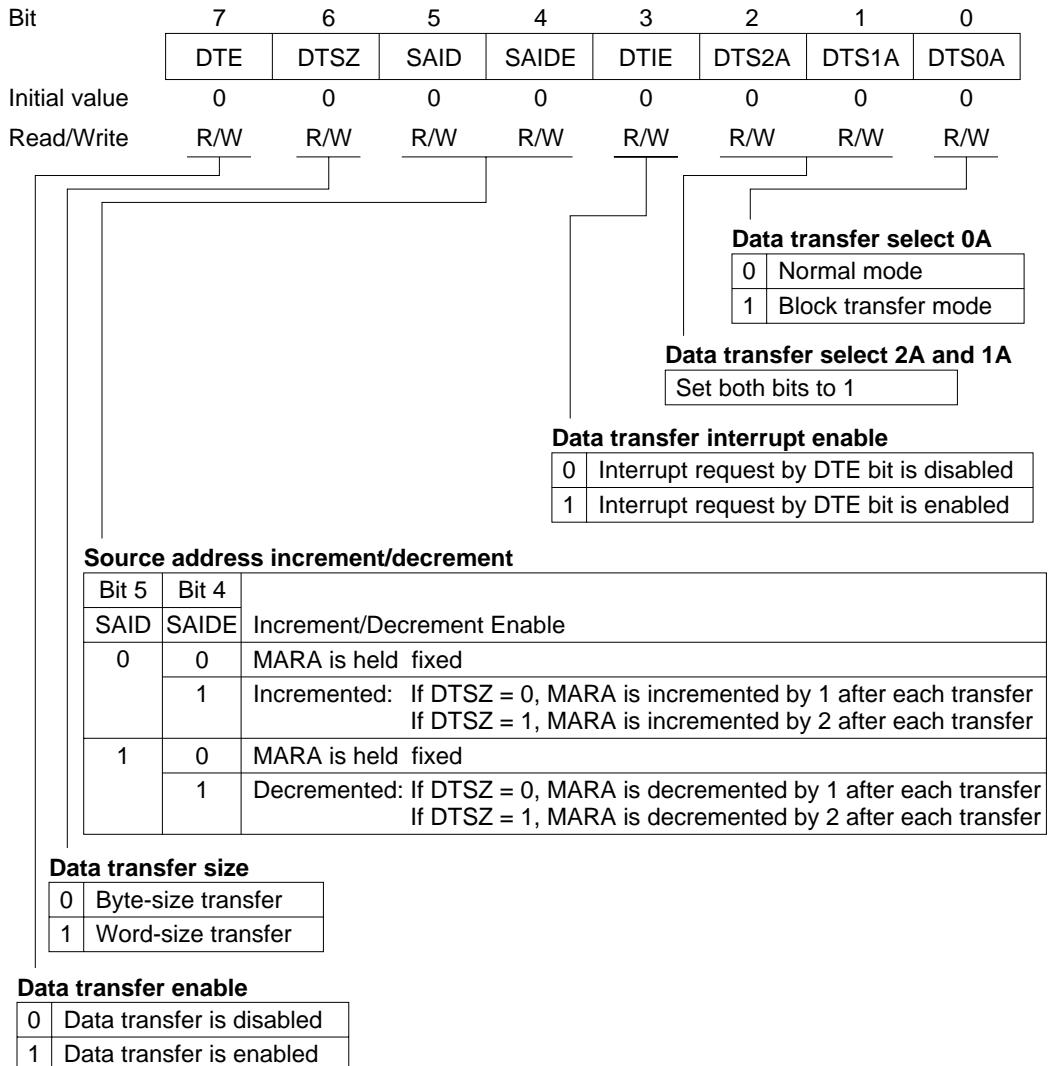 Bit 7 6 5 4 3 2 1 0
DTE DTSZ SAID SAIDE DTIE DTS2A DTS1A DTS0A
Initial value 0 0 0 0 0 0 0 0
Read/Write R/W R/W R/W R/W R/W R/W R/W R/W
Data transfer select 0A
0 Normal mode
1 Block transfer mode
Data transfer select 2A and 1A
Set both bits to 1
Data transfer interrupt enable
0 Interrupt request by DTE bit is disabled
1 Interrupt request by DTE bit is enabled
Source address increment/decrement
Bit 5 Bit 4
SAID SAIDE Increment/Decrement Enable
0 0 MARA is held fixed
1 Incremented: If DTSZ = 0, MARA is incremented by 1 after each transfer
If DTSZ = 1, MARA is incremented by 2 after each transfer
1 0 MARA is held fixed
1 Decremented: If DTSZ = 0, MARA is decremented by 1 after each transfer
If DTSZ = 1, MARA is decremented by 2 after each transfer
Data transfer size
0 Byte-size transfer
1 Word-size transfer
Data transfer enable
0 Data transfer is disabled
1 Data transfer is enabled